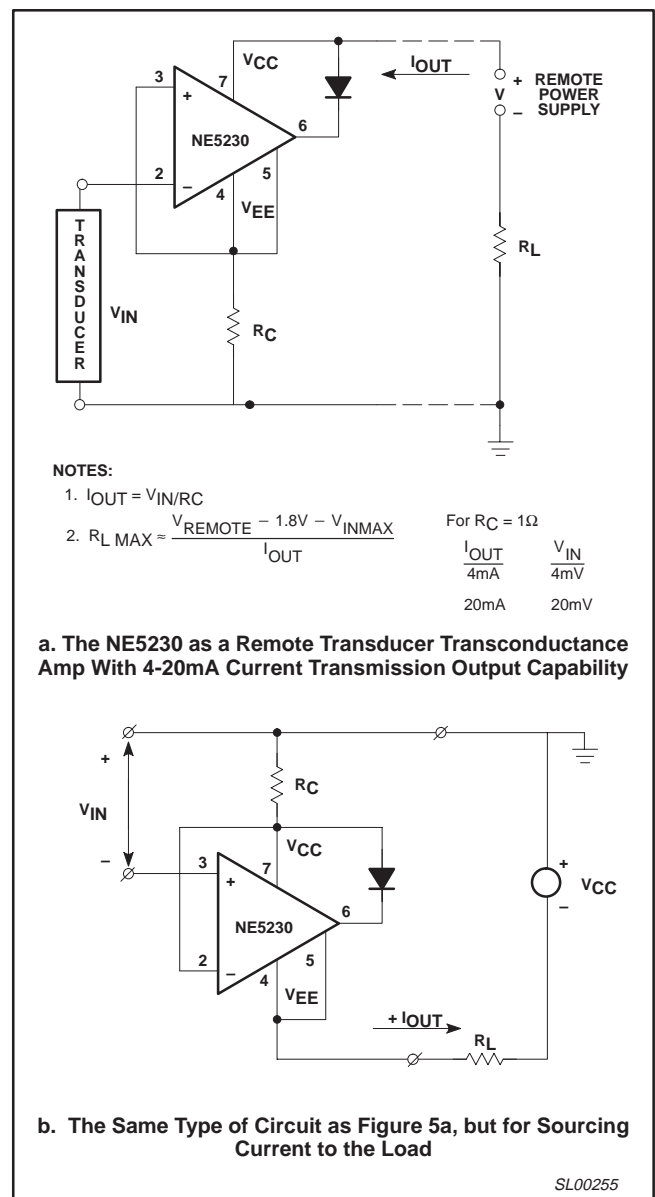 VCC
IOUT
3
7
+
REMOTE
POWER
SUPPLY
V
–
+
6
NE5230
2
–
5
4
VEE
TRANSDUCER
RL
VIN
RC
NOTES:
1. IOUT = VIN/RC
2. RL MAX ≈ VREMOTE – 1.8V – VINMAX
IOUT
For RC = 1Ω
IOUT VIN
4mA 4mV
20mA 20mV
a. The NE5230 as a Remote Transducer Transconductance
Amp With 4-20mA Current Transmission Output Capability
+
RC
VIN
–
VCC
3
7
+
6
NE5230
+
VCC
–
2
–
5
4
VEE
+ IOUT
RL
b. The Same Type of Circuit as Figure 5a, but for Sourcing
Current to the Load
SL00255